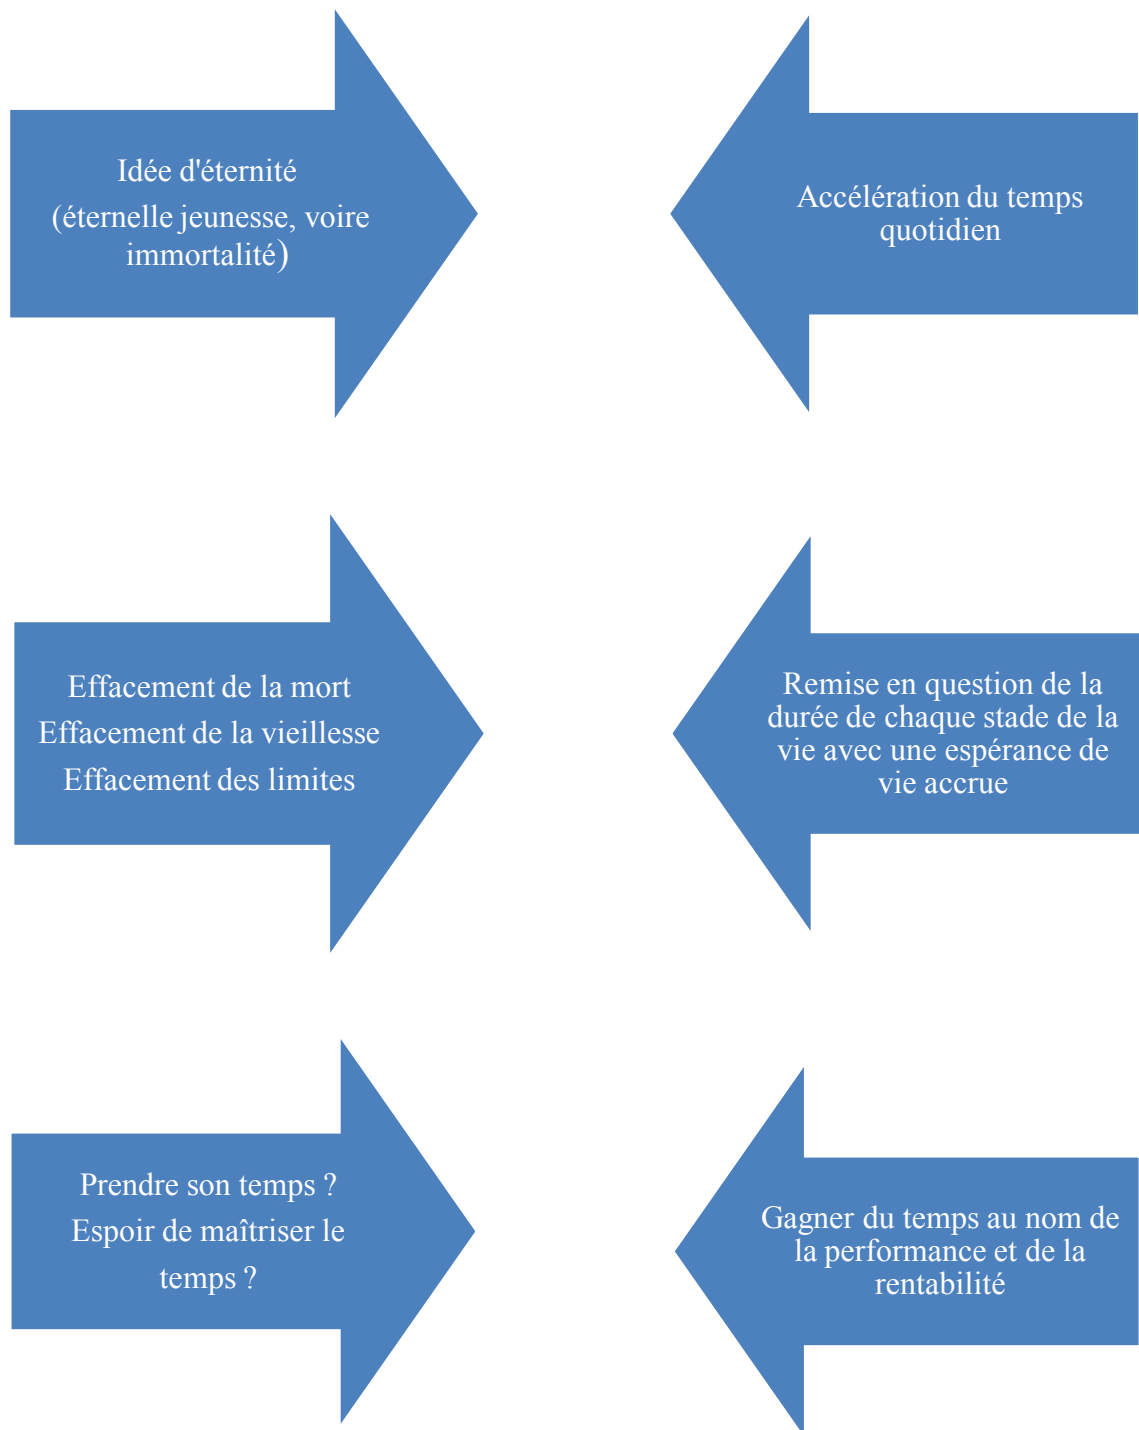 Idée d'éternité
(éternelle jeunesse, voire
immortalité)
Accélération du temps
quotidien
Effacement de la mort
Effacement de la vieillesse
Effacement des limites
Remise en question de la
durée de chaque stade de la
vie avec une espérance de
vie accrue
Prendre son temps ?
Espoir de maîtriser le
temps ?
Gagner du temps au nom de
la performance et de la
rentabilité